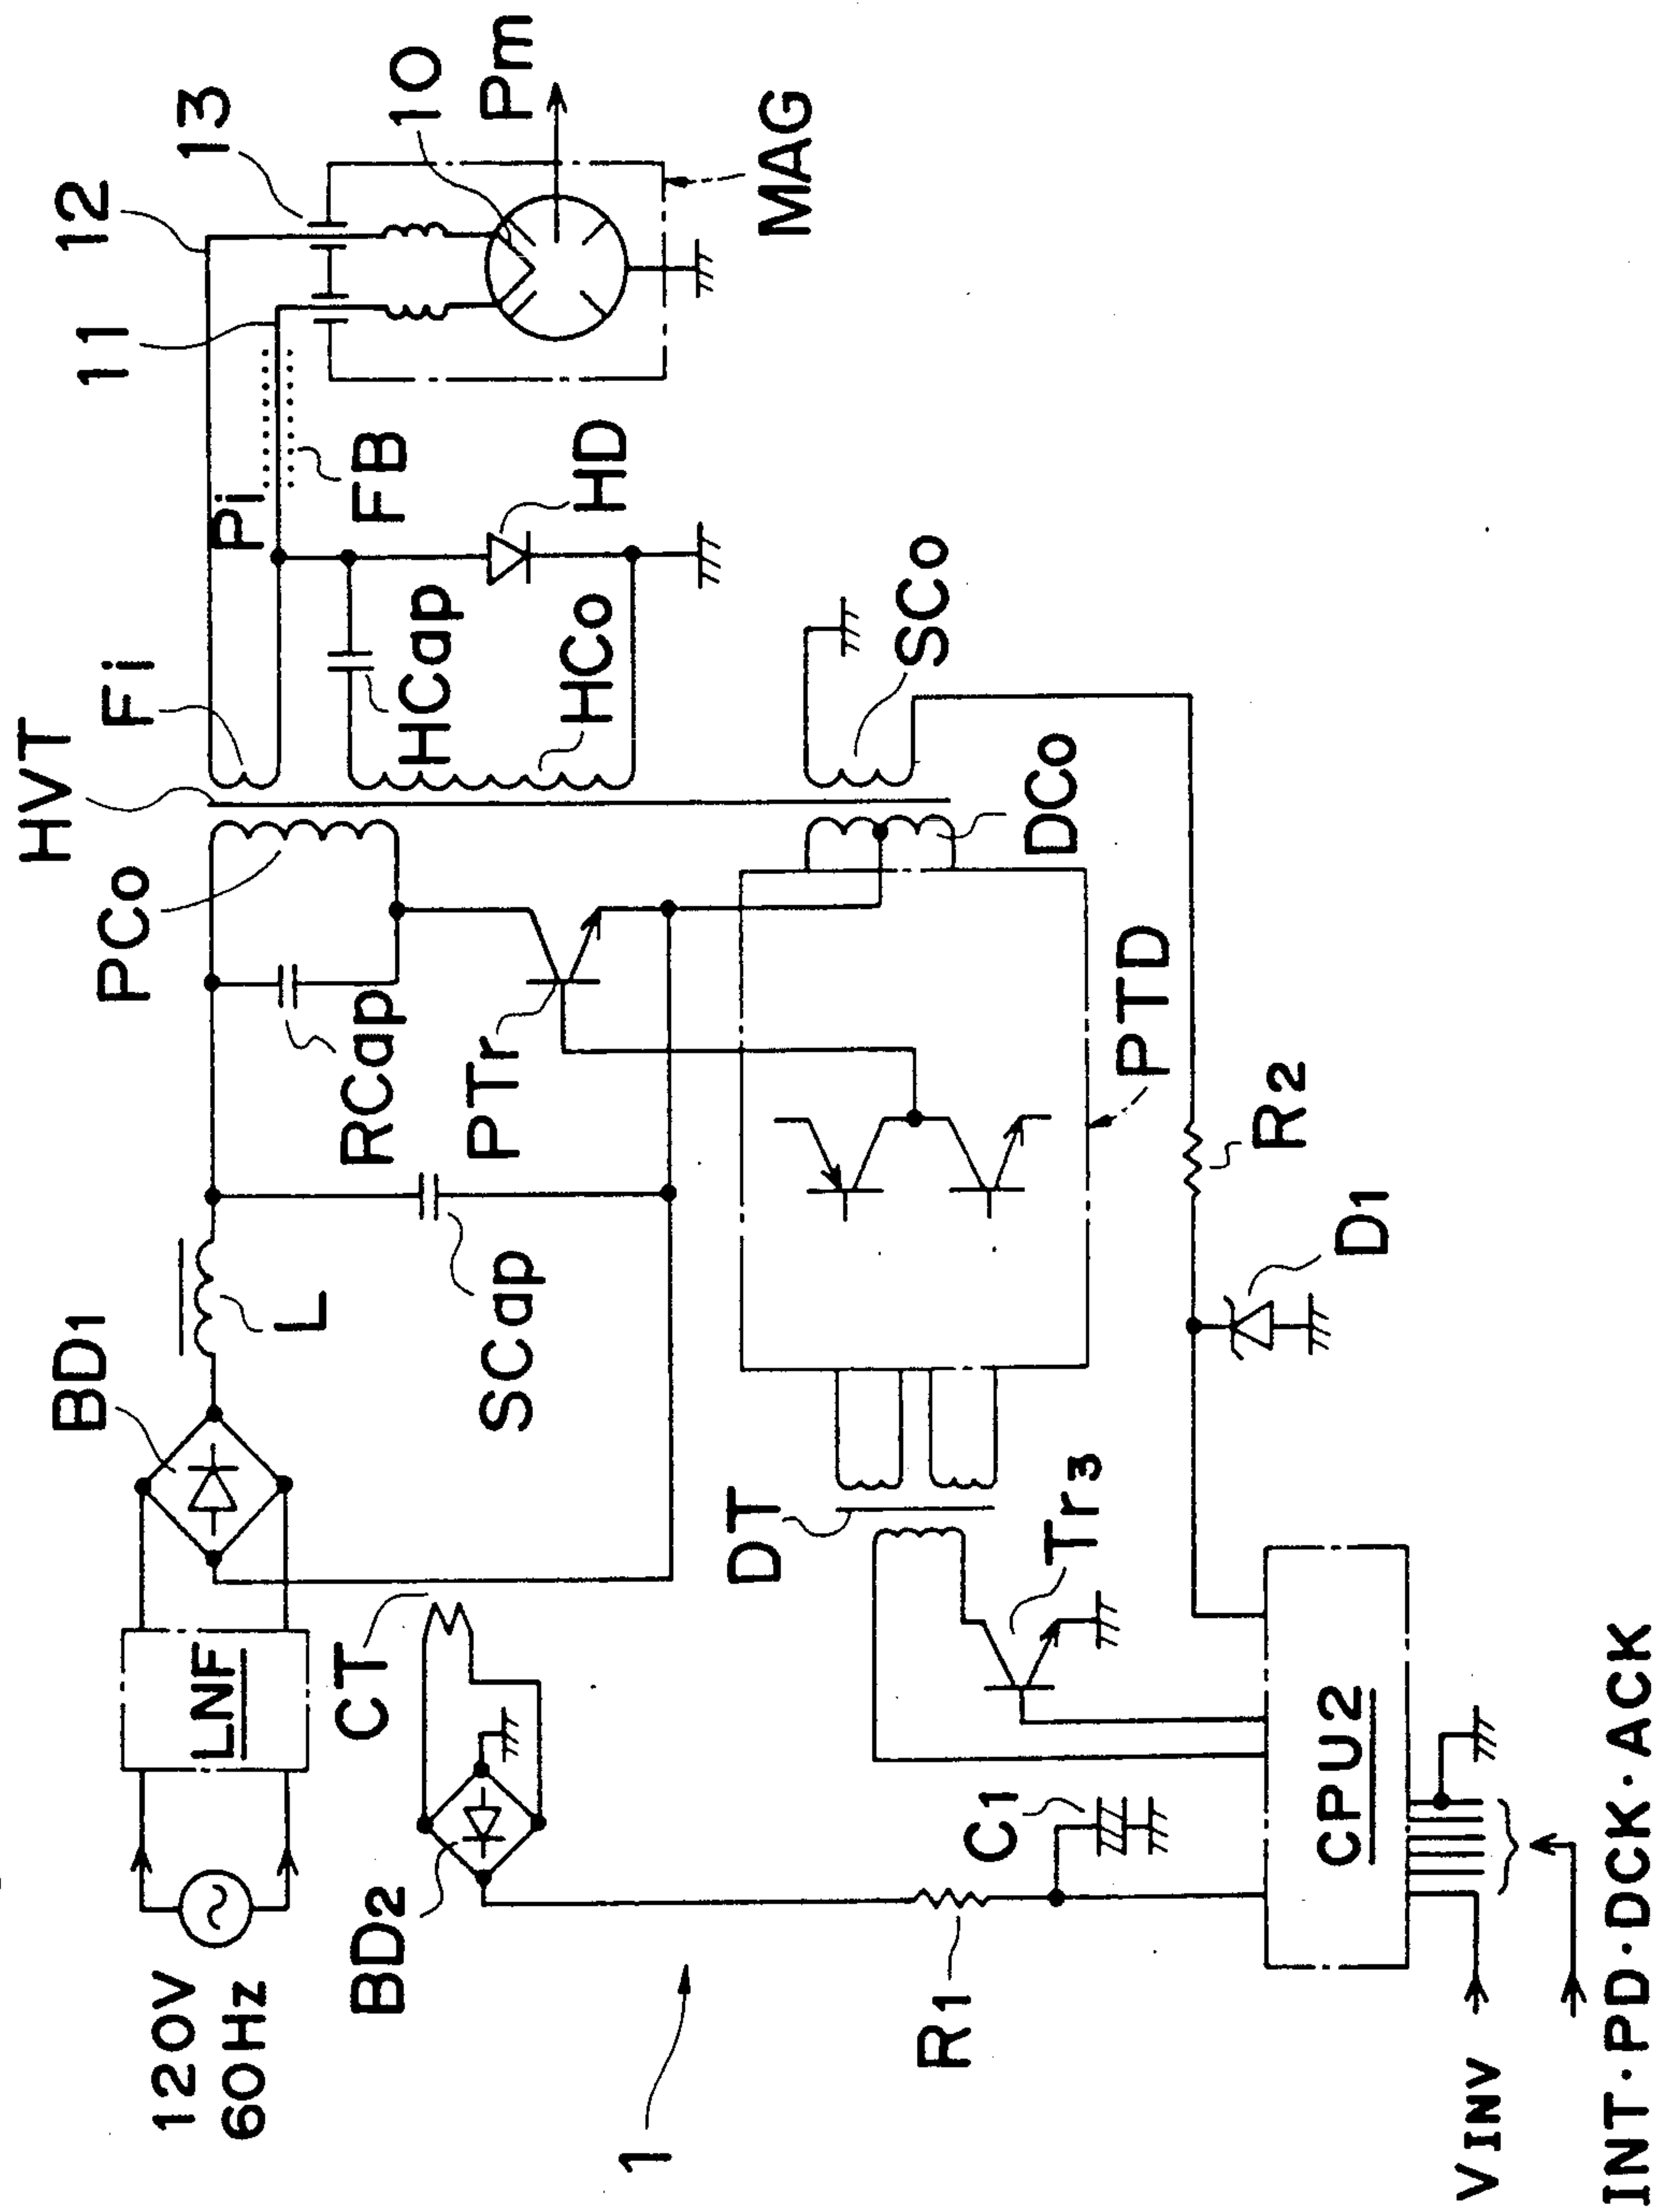 120V
60Hz
LNF
BD1
L
SCap
RCap
PCo
PTr
HVT
Fi
Pi
FB
HCap
HCo
HD
11
12
13
10
Pm
MAG
CT
BD2
DT
Tr3
PTD
DCo
SCo
1
R1
C1
CPU2
D1
R2
VINV
INT·PD·DCK·ACK